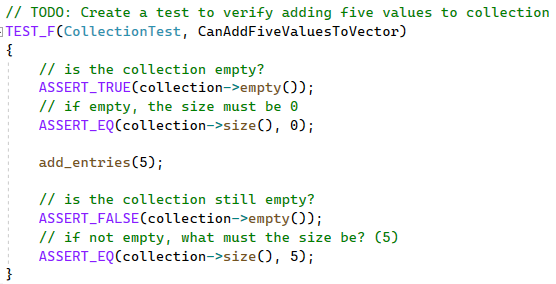 // TODO: Create a test to verify adding five values to collection
TEST_F(CollectionTest, CanAddFiveValuesToVector)
{
    // is the collection empty?
    ASSERT_TRUE(collection->empty());
    // if empty, the size must be 0
    ASSERT_EQ(collection->size(), 0);

    add_entries(5);

    // is the collection still empty?
    ASSERT_FALSE(collection->empty());
    // if not empty, what must the size be? (5)
    ASSERT_EQ(collection->size(), 5);
}